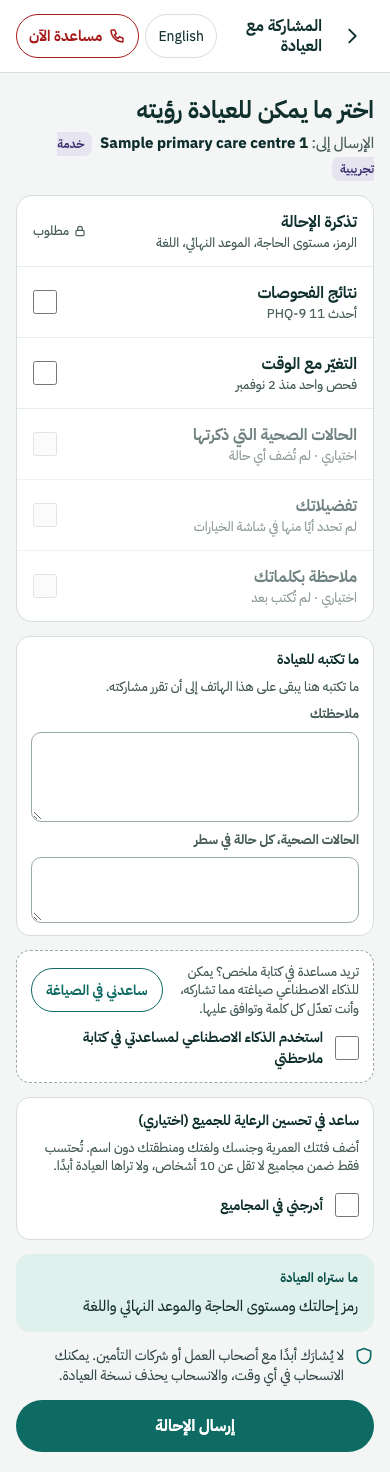 المشاركة مع
العيادة
English
مساعدة الآن
اختر ما يمكن للعيادة رؤيته
الإرسال إلى: Sample primary care centre 1 خدمة
تجريبية
تذكرة الإحالة
الرمز، مستوى الحاجة، الموعد النهائي، اللغة
مطلوب
نتائج الفحوصات
أحدث PHQ-9 11
التغيّر مع الوقت
فحص واحد منذ 2 نوفمبر
الحالات الصحية التي ذكرتها
اختياري · لم تُضف أي حالة
تفضيلاتك
لم تحدد أيًا منها في شاشة الخيارات
ملاحظة بكلماتك
اختياري · لم تُكتب بعد
ما تكتبه للعيادة
ما تكتبه هنا يبقى على هذا الهاتف إلى أن تقرر مشاركته.
ملاحظتك
الحالات الصحية، كل حالة في سطر
تريد مساعدة في كتابة ملخص؟ يمكن
للذكاء الاصطناعي صياغته مما تشاركه،
وأنت تعدّل كل كلمة وتوافق عليها.
ساعدني في الصياغة
استخدم الذكاء الاصطناعي لمساعدتي في كتابة
ملاحظتي
ساعد في تحسين الرعاية للجميع (اختياري)
أضف فئتك العمرية وجنسك ولغتك ومنطقتك دون اسم. تُحتسب
فقط ضمن مجاميع لا تقل عن 10 أشخاص، ولا تراها العيادة أبدًا.
أدرجني في المجاميع
ما ستراه العيادة
رمز إحالتك ومستوى الحاجة والموعد النهائي واللغة
لا يُشارَك أبدًا مع أصحاب العمل أو شركات التأمين. يمكنك
الانسحاب في أي وقت، والانسحاب يحذف نسخة العيادة.
إرسال الإحالة